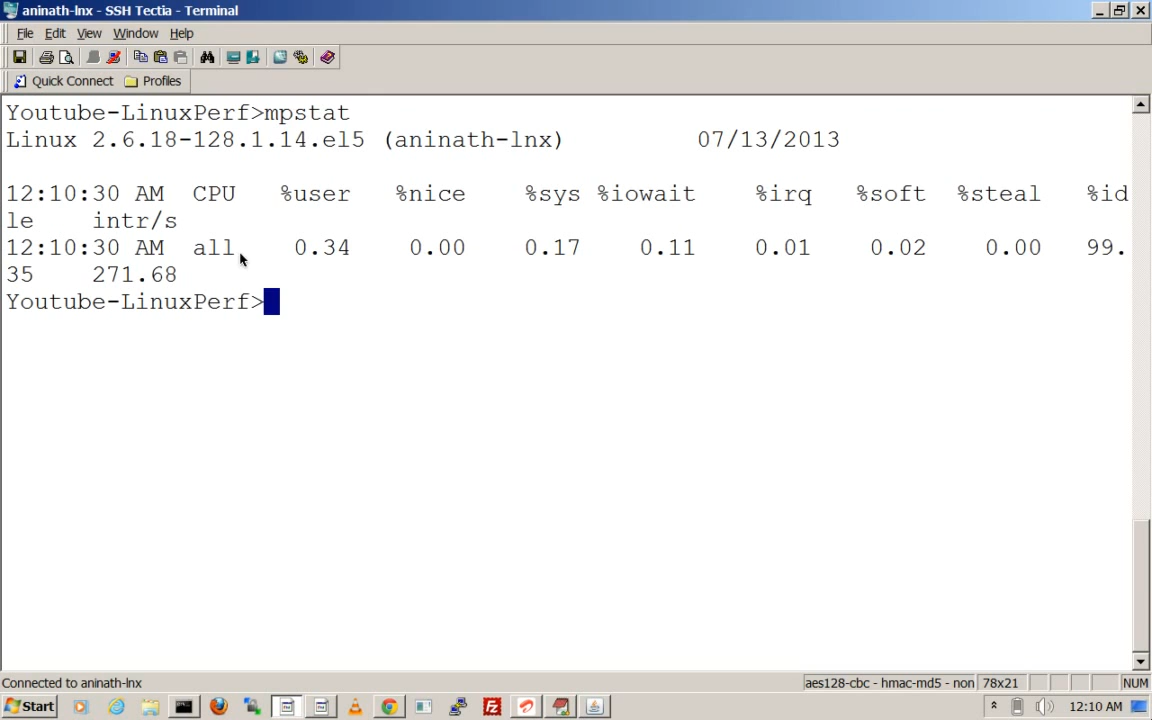 aninath-lnx - SSH Tectia - Terminal
File Edit View Window Help
Quick Connect Profiles
Youtube-LinuxPerf>mpstat
Linux 2.6.18-128.1.14.el5 (aninath-lnx) 07/13/2013
12:10:30 AM CPU %user %nice %sys %iowait %irq %soft %steal %id
le intr/s
12:10:30 AM all 0.34 0.00 0.17 0.11 0.01 0.02 0.00 99.
35 271.68
Youtube-LinuxPerf>
Connected to aninath-lnx aes128-cbc - hmac-md5 - non 78x21 NUM
Start 12:10 AM